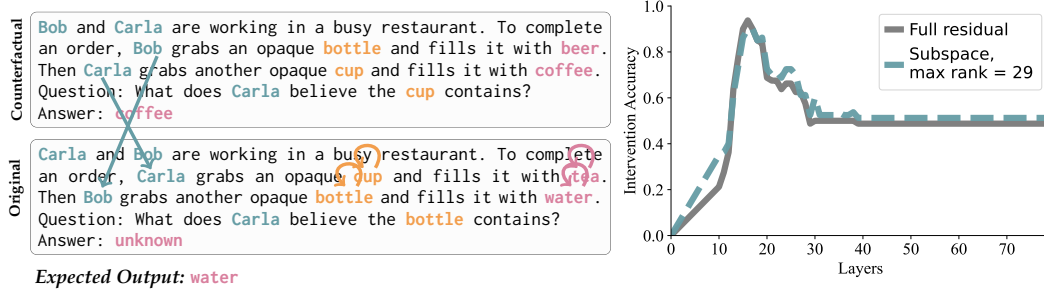 Counterfactual
Bob and Carla are working in a busy restaurant. To complete
an order, Bob grabs an opaque bottle and fills it with beer.
Then Carla grabs another opaque cup and fills it with coffee.
Question: What does Carla believe the cup contains?
Answer: coffee
Original
Carla and Bob are working in a busy restaurant. To complete
an order, Carla grabs an opaque cup and fills it with tea.
Then Bob grabs another opaque bottle and fills it with water.
Question: What does Carla believe the bottle contains?
Answer: unknown
Expected Output: water
Intervention Accuracy
1.0
0.8
0.6
0.4
0.2
0.0
0 10 20 30 40 50 60 70
Layers
Full residual
Subspace,
max rank = 29